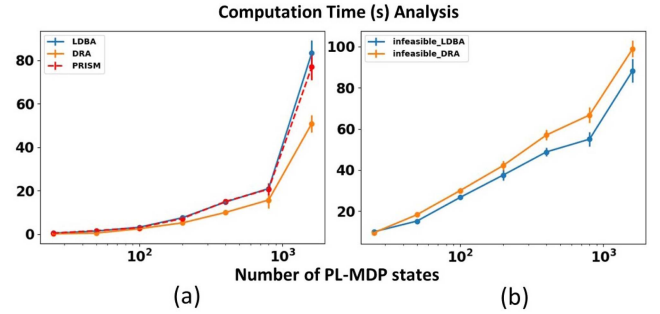 Computation Time (s) Analysis
LDBA
DRA
PRISM
80
60
40
20
0
10²
10³
infeasible_LDBA
infeasible_DRA
100
80
60
40
20
10²
10³
Number of PL-MDP states
(a)
(b)